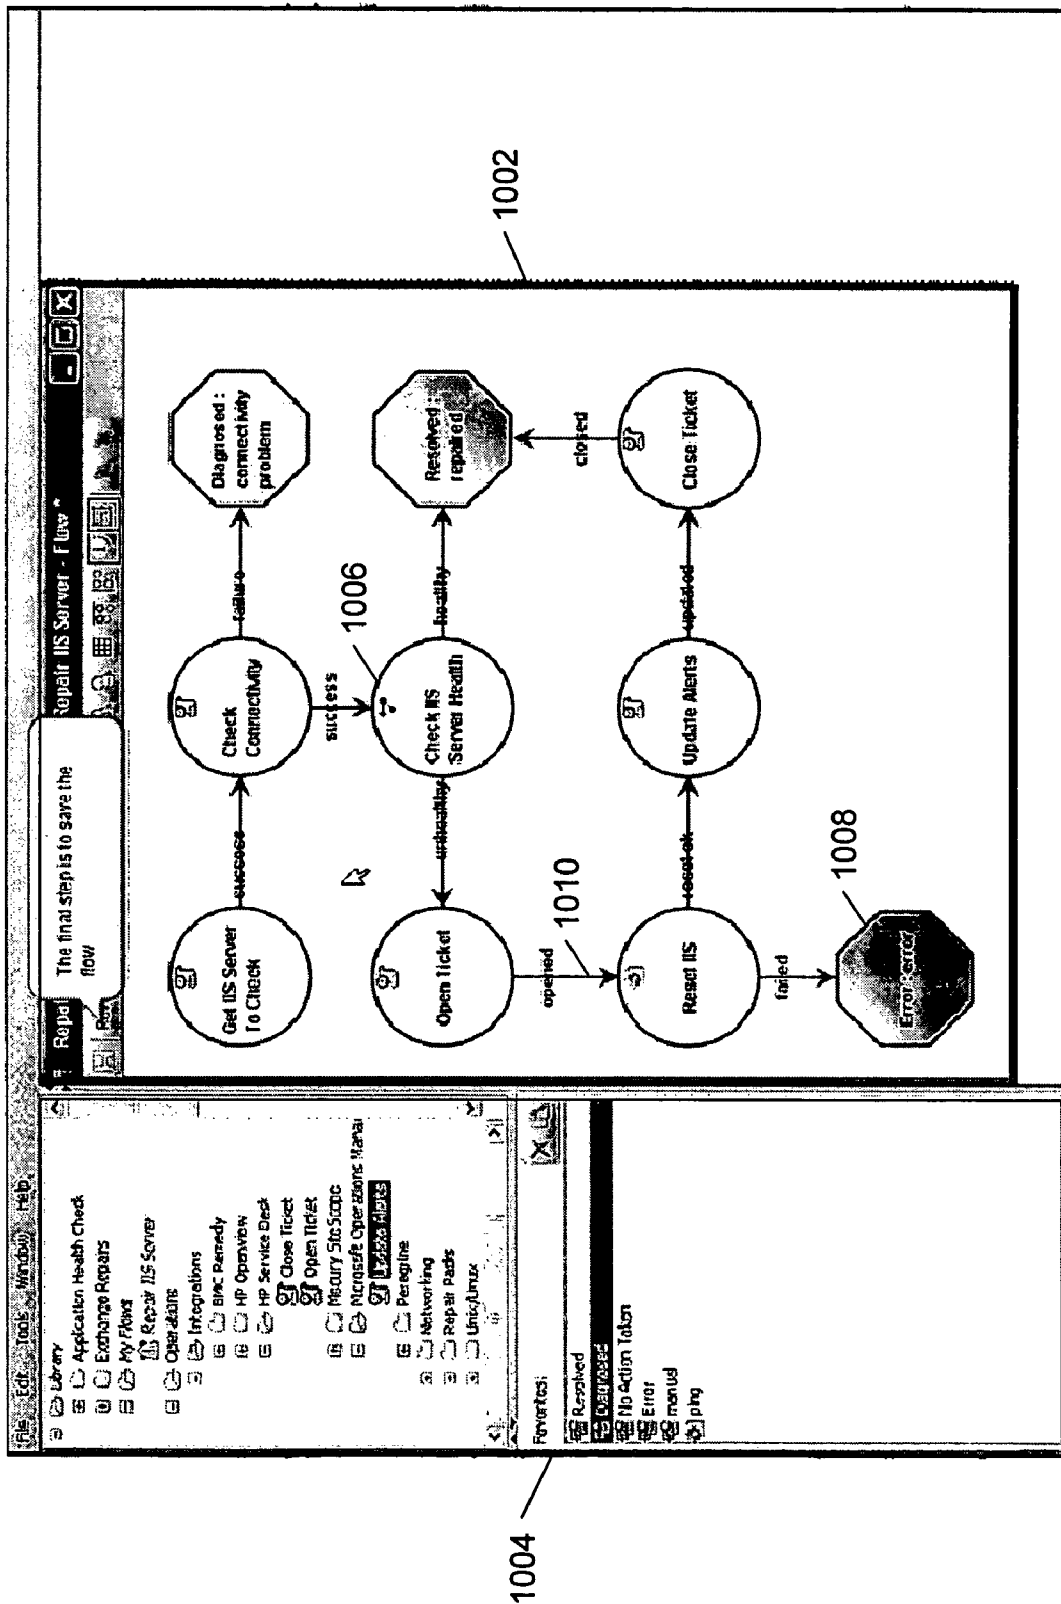 File Edit Tools Window Help
Library
Application Health Check
Exchange Repairs
My Flows
Repair IIS Server
Operations
Integrations
BMC Remedy
HP Openview
HP Service Desk
Close Ticket
Open Ticket
Mercury SiteScope
Microsoft Operations Manai
Update Alerts
Peregrine
Networking
Repair Packs
Unix/Linux
Favorites:
Resolved
Diagnosed
No Action Taken
Error
manual
ping
1004
The final step is to save the
flow
Repair IIS Server - Flow *
Get IIS Server
To Check
success
Check
Connectivity
failure
Diagnosed :
connectivity
problem
success
1006
Open Ticket
unhealthy
Check IIS
Server Health
healthy
Resolved :
repaired
opened
1010
closed
Reset IIS
reset ok
Update Alerts
updated
Close Ticket
failed
Error : error
1008
1002